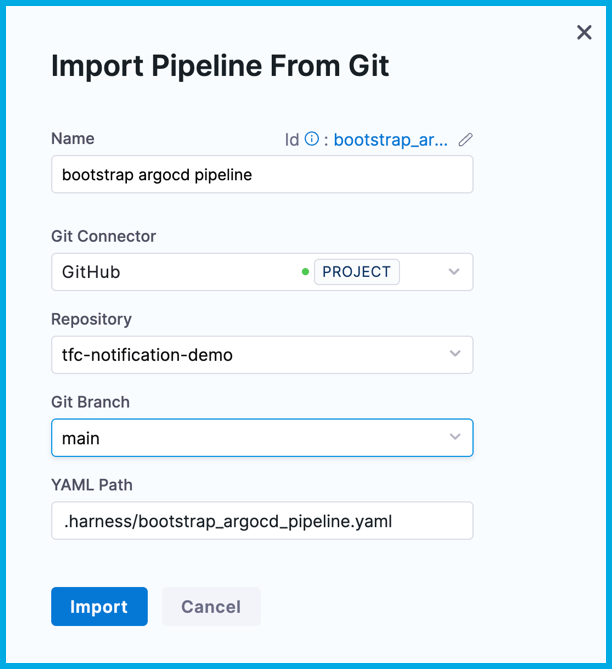 Import Pipeline From Git
Name
Id : bootstrap_ar...
bootstrap argocd pipeline
Git Connector
GitHub PROJECT
Repository
tfc-notification-demo
Git Branch
main
YAML Path
.harness/bootstrap_argocd_pipeline.yaml
Import Cancel